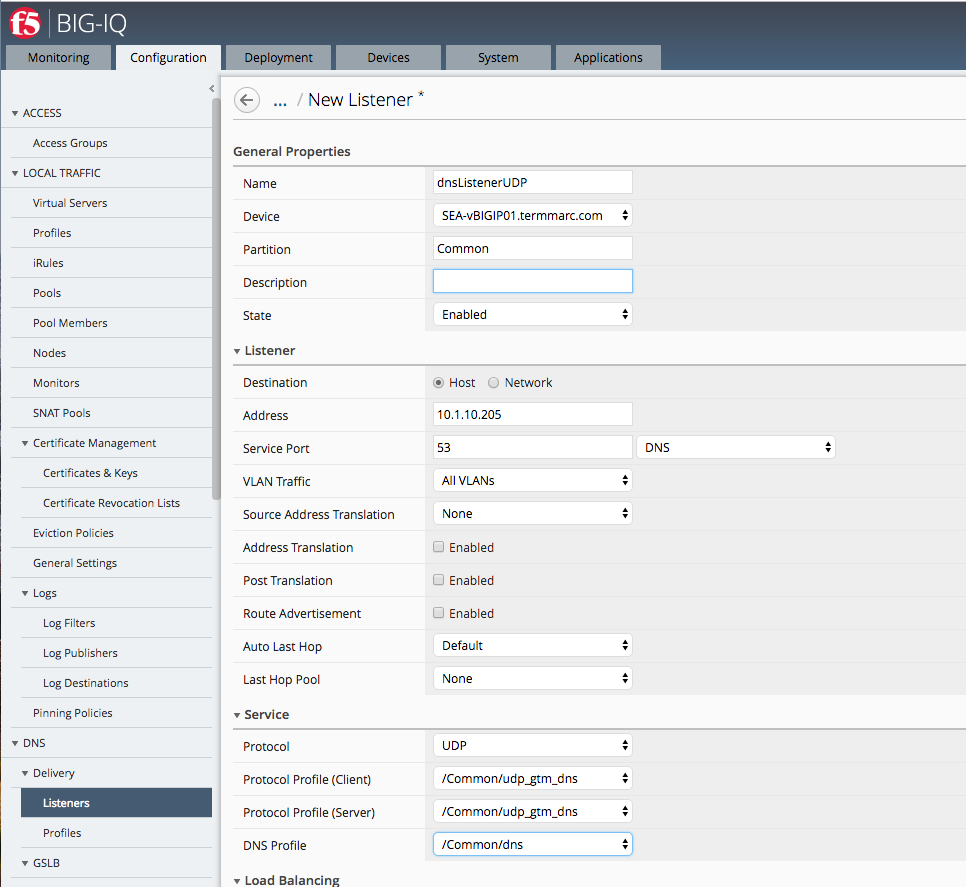 f5 BIG-IQ
Monitoring Configuration Deployment Devices System Applications
ACCESS
Access Groups
LOCAL TRAFFIC
Virtual Servers
Profiles
iRules
Pools
Pool Members
Nodes
Monitors
SNAT Pools
Certificate Management
Certificates & Keys
Certificate Revocation Lists
Eviction Policies
General Settings
Logs
Log Filters
Log Publishers
Log Destinations
Pinning Policies
DNS
Delivery
Listeners
Profiles
GSLB
... / New Listener *
General Properties
Name dnsListenerUDP
Device SEA-vBIGIP01.termmarc.com
Partition Common
Description
State Enabled
Listener
Destination Host Network
Address 10.1.10.205
Service Port 53 DNS
VLAN Traffic All VLANs
Source Address Translation None
Address Translation Enabled
Post Translation Enabled
Route Advertisement Enabled
Auto Last Hop Default
Last Hop Pool None
Service
Protocol UDP
Protocol Profile (Client) /Common/udp_gtm_dns
Protocol Profile (Server) /Common/udp_gtm_dns
DNS Profile /Common/dns
Load Balancing